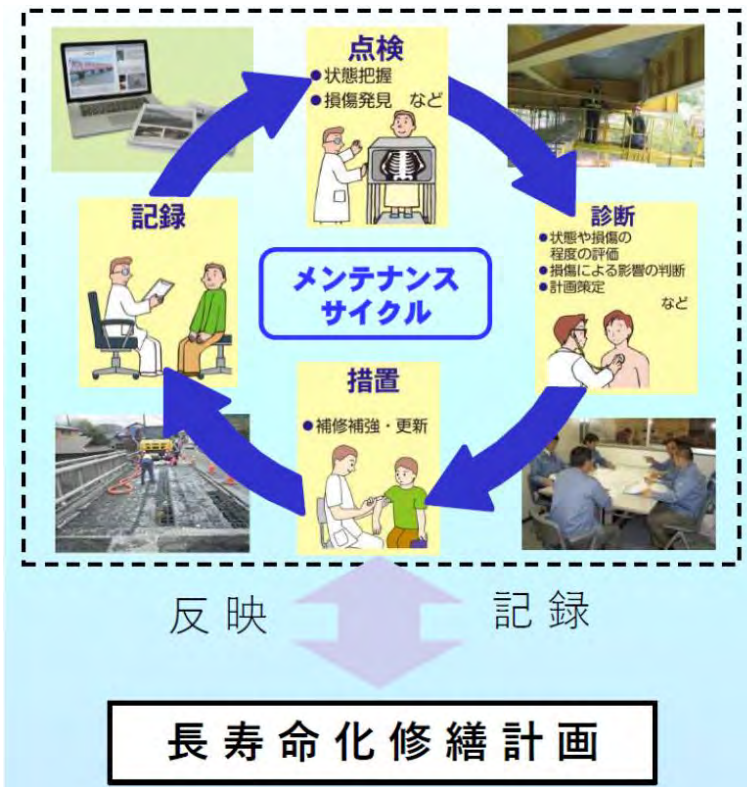 点検
●状態把握
●損傷発見 など
記録
診断
●状態や損傷の
程度の評価
●損傷による影響の判断
●計画策定
など
メンテナンス
サイクル
措置
●補修補強・更新
反映
記録
長寿命化修繕計画